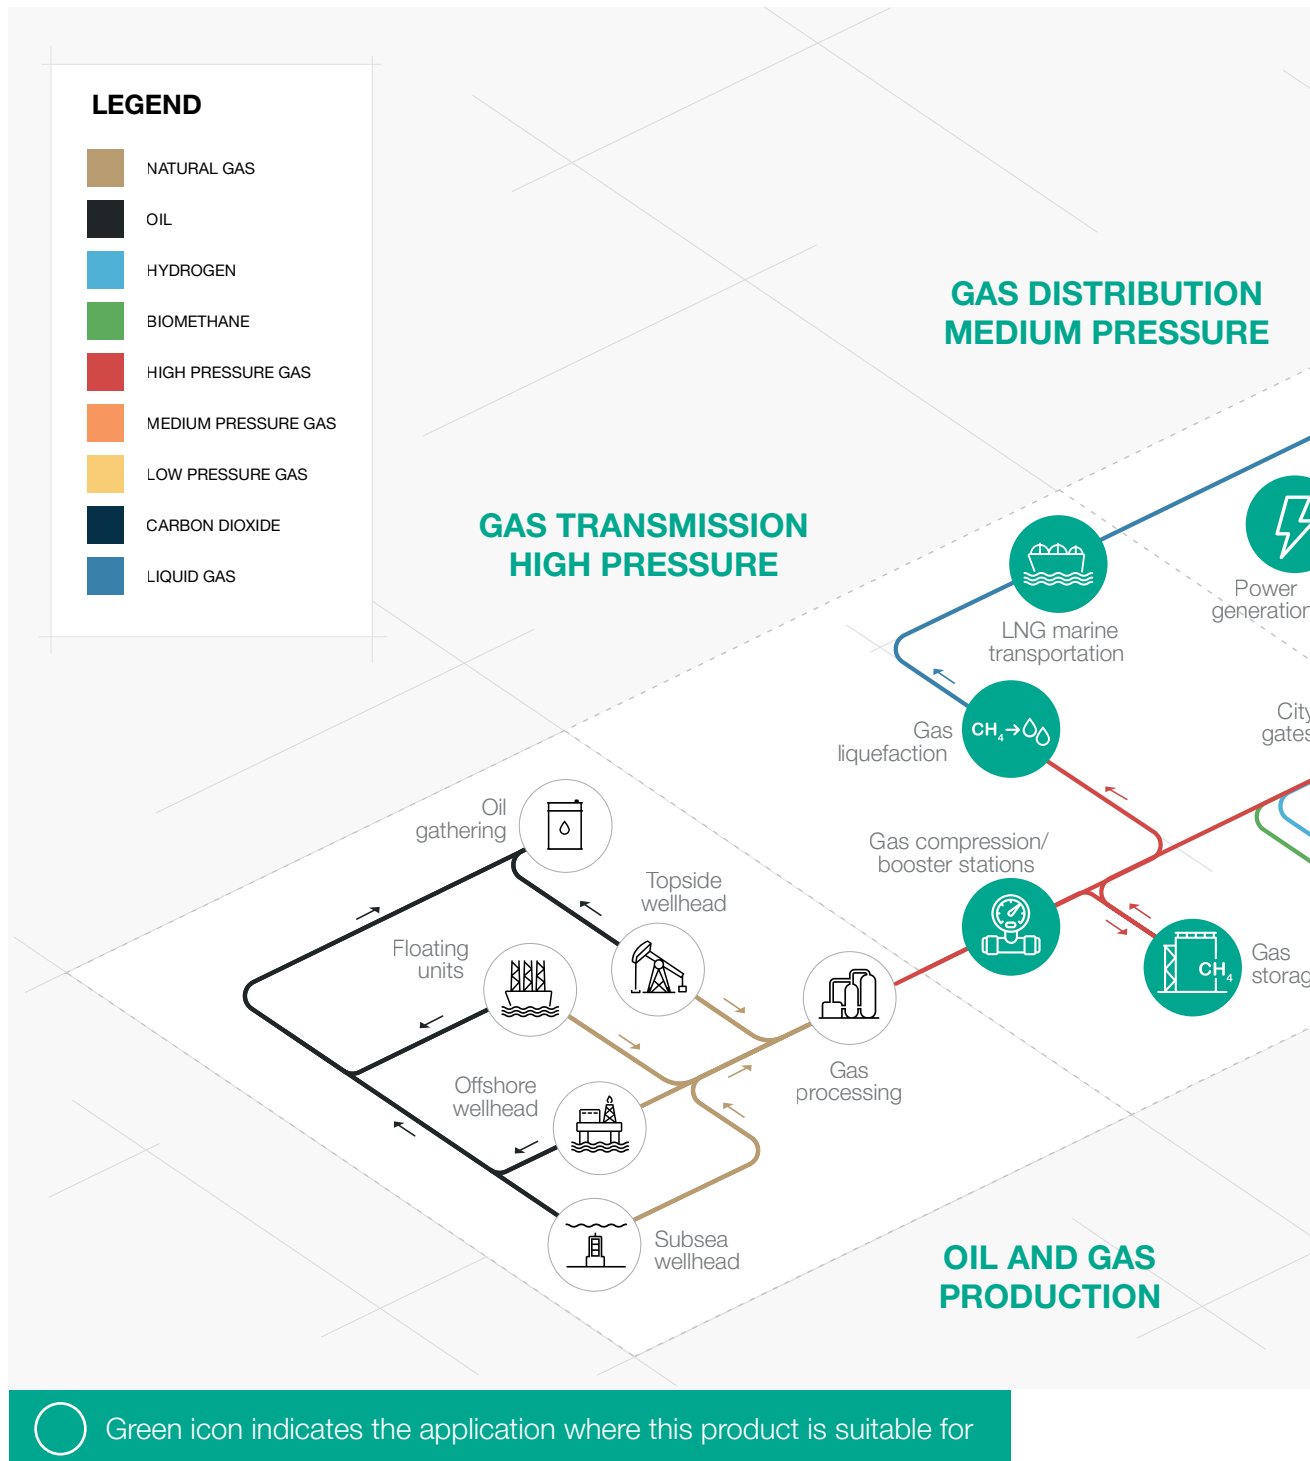 LEGEND
NATURAL GAS
OIL
HYDROGEN
BIOMETHANE
HIGH PRESSURE GAS
MEDIUM PRESSURE GAS
LOW PRESSURE GAS
CARBON DIOXIDE
LIQUID GAS
GAS DISTRIBUTION
MEDIUM PRESSURE
GAS TRANSMISSION
HIGH PRESSURE
Power
generation
LNG marine
transportation
City
gates
Gas
liquefaction
CH4
Oil
gathering
Gas compression/
booster stations
Topside
wellhead
Floating
units
Gas
storag
CH4
Gas
processing
Offshore
wellhead
Subsea
wellhead
OIL AND GAS
PRODUCTION
Green icon indicates the application where this product is suitable for